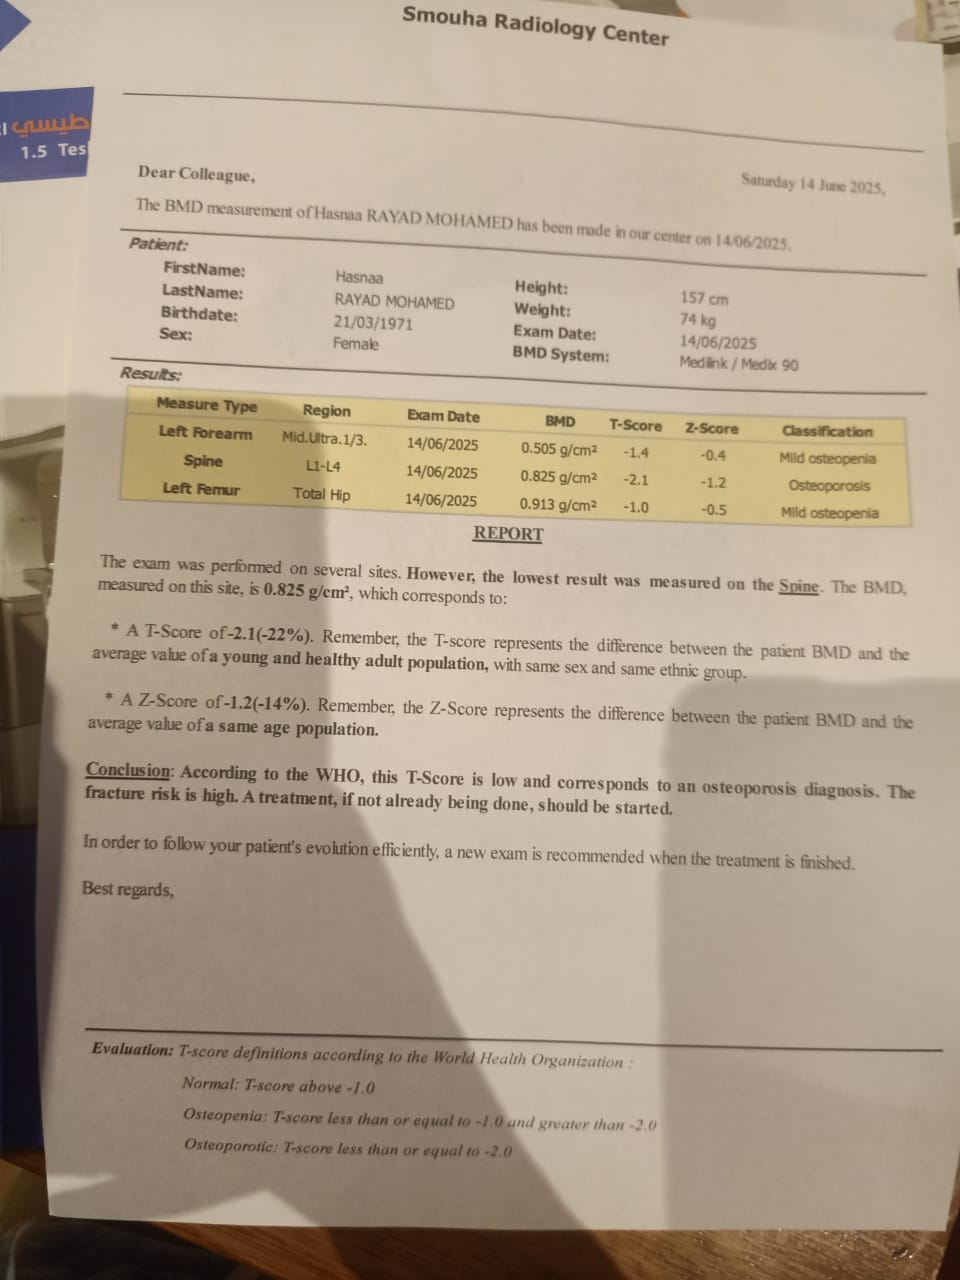 Smouha Radiology Center
طيسي
1.5 Tes
Dear Colleague,
Saturday 14 June 2025,
The BMD measurement of Hasnaa RAYAD MOHAMED has been made in our center on 14/06/2025.
Patient:
FirstName: Hasnaa Height: 157 cm
LastName: RAYAD MOHAMED Weight: 74 kg
Birthdate: 21/03/1971 Exam Date: 14/06/2025
Sex: Female BMD System: Medilink / Medix 90
Results:
Measure Type Region Exam Date BMD T-Score Z-Score Classification
Left Forearm Mid.Ultra.1/3. 14/06/2025 0.505 g/cm² -1.4 -0.4 Mild osteopenia
Spine L1-L4 14/06/2025 0.825 g/cm² -2.1 -1.2 Osteoporosis
Left Femur Total Hip 14/06/2025 0.913 g/cm² -1.0 -0.5 Mild osteopenia
REPORT
The exam was performed on several sites. However, the lowest result was measured on the Spine. The BMD,
measured on this site, is 0.825 g/cm², which corresponds to:
* A T-Score of -2.1(-22%). Remember, the T-score represents the difference between the patient BMD and the
average value of a young and healthy adult population, with same sex and same ethnic group.
* A Z-Score of -1.2(-14%). Remember, the Z-Score represents the difference between the patient BMD and the
average value of a same age population.
Conclusion: According to the WHO, this T-Score is low and corresponds to an osteoporosis diagnosis. The
fracture risk is high. A treatment, if not already being done, should be started.
In order to follow your patient's evolution efficiently, a new exam is recommended when the treatment is finished.
Best regards,
Evaluation: T-score definitions according to the World Health Organization :
Normal: T-score above -1.0
Osteopenia: T-score less than or equal to -1.0 and greater than -2.0
Osteoporotic: T-score less than or equal to -2.0